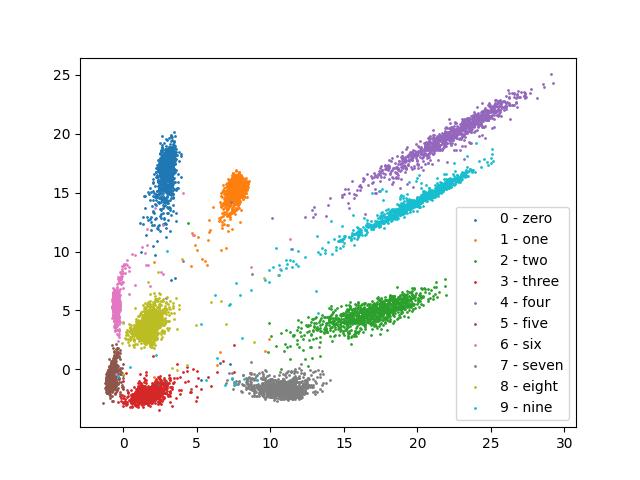 25
20
15
10
5
0
0 5 10 15 20 25 30
0 - zero
1 - one
2 - two
3 - three
4 - four
5 - five
6 - six
7 - seven
8 - eight
9 - nine